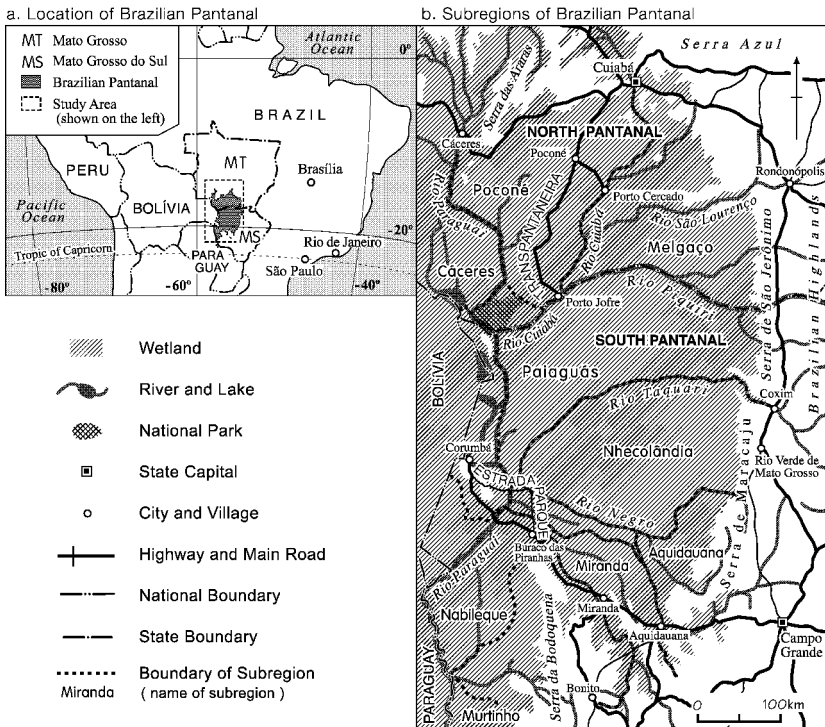 a. Location of Brazilian Pantanal
MT Mato Grosso
MS Mato Grosso do Sul
Brazilian Pantanal
Study Area
(shown on the left)
Atlantic
Ocean
0°
BRAZIL
PERU
MT
Brasília
Pacific
Ocean
BOLÍVIA
-20°
MS
Tropic of Capricorn
PARA
GUAY
Rio de Janeiro
São Paulo
-80°
-60°
-40°
Wetland
River and Lake
National Park
State Capital
City and Village
Highway and Main Road
National Boundary
State Boundary
Boundary of Subregion
Miranda
( name of subregion )
b. Subregions of Brazilian Pantanal
Serra Azul
Cuiabá
Serra das Araras
NORTH PANTANAL
Cáceres
Poconé
Rondonópolis
Poconé
Porto Cercado
Rio Paraguai
TRANSPANTANEIRA
Rio Cuiabá
Rio São Lourenço
Melgaço
Cáceres
Porto Jofre
Rio Piquiri
Serra de São Jerônimo
Brazilian Highlands
Rio Cuiabá
SOUTH PANTANAL
BOLÍVIA
Paiaguás
Rio Taquari
Coxim
Nhecolândia
Corumbá
Rio Verde de
Mato Grosso
ESTRADA
PARQUE
Rio Negro
Serra de Maracaju
Buraco das
Piranhas
Aquidauana
Rio Paraguai
Miranda
Miranda
Nabileque
Aquidauana
Campo
Grande
Serra da Bodoquena
PARAGUAY
Bonito
Murtinho
0 100km